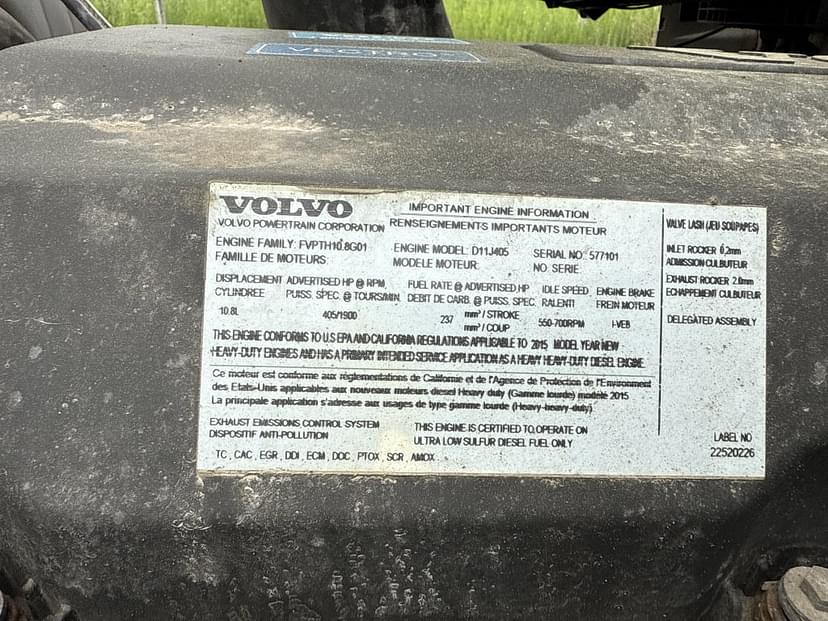 VECTRO
VOLVO
VOLVO POWERTRAIN CORPORATION
IMPORTANT ENGINE INFORMATION
RENSEIGNEMENTS IMPORTANTS MOTEUR
ENGINE FAMILY: FVPTH10.8G01
FAMILLE DE MOTEURS:
ENGINE MODEL: D11J405
MODELE MOTEUR:
SERIAL NO: 577101
NO. SERIE
DISPLACEMENT
CYLINDREE
10.8L
ADVERTISED HP @ RPM,
PUISS. SPEC. @ TOURS/MIN.
405/1900
FUEL RATE @ ADVERTISED, HP
DEBIT DE CARB. @ PUISS. SPEC.
237 mm³ / STROKE
mm³ / COUP
IDLE SPEED
RALENTI
550-700RPM
ENGINE BRAKE
FREIN MOTEUR
I-VEB
THIS ENGINE CONFORMS TO U.S EPA AND CALIFORNIA REGULATIONS APPLICABLE TO 2015 MODEL YEAR NEW
HEAVY-DUTY ENGINES AND HAS A PRIMARY INTENDED SERVICE APPLICATION AS A HEAVY HEAVY-DUTY DIESEL ENGINE.
Ce moteur est conforme aux réglementations de Californie et de l'Agence de Protection de l'Environment
des Etats-Unis applicables aux nouveaux moteurs diesel Heavy duty (Gamme lourde) modèle 2015
La principale application s'adresse aux usages de type gamme lourde (Heavy-heavy-duty)
EXHAUST EMISSIONS CONTROL SYSTEM
DISPOSITIF ANTI-POLLUTION
TC , CAC , EGR , DDI , ECM , DOC , PTOX , SCR , AMOX .
THIS ENGINE IS CERTIFIED TO OPERATE ON
ULTRA LOW SULFUR DIESEL FUEL ONLY
VALVE LASH (JEU SOUPAPES)
INLET ROCKER 0.2mm
ADMISSION CULBUTEUR
EXHAUST ROCKER 2.0mm
ECHAPPEMENT CULBUTEUR
DELEGATED ASSEMBLY
LABEL NO
22520226